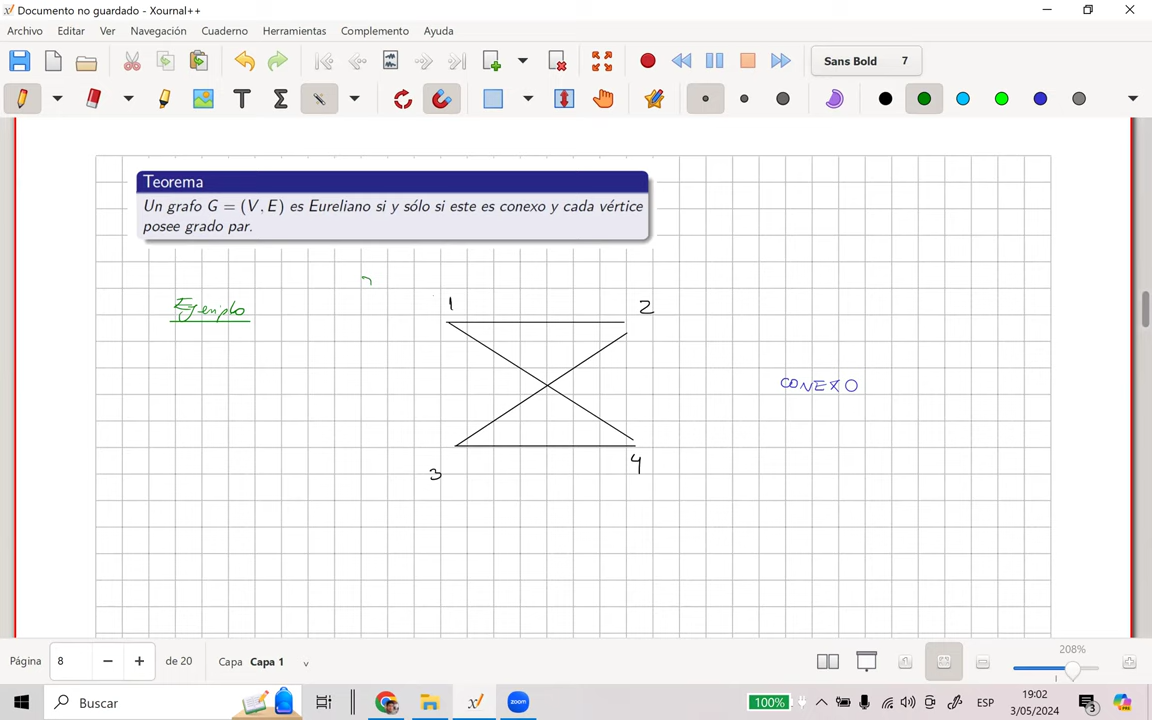 Documento no guardado - Xournal++
Archivo Editar Ver Navegación Cuaderno Herramientas Complemento Ayuda
Sans Bold 7
Teorema
Un grafo G = (V, E) es Eureliano si y sólo si este es conexo y cada vértice
posee grado par.
Ejemplo
1
2
CONEXO
3
4
Página 8 de 20 Capa Capa 1
208%
Buscar
zoom
100%
ESP
19:02
3/05/2024
3